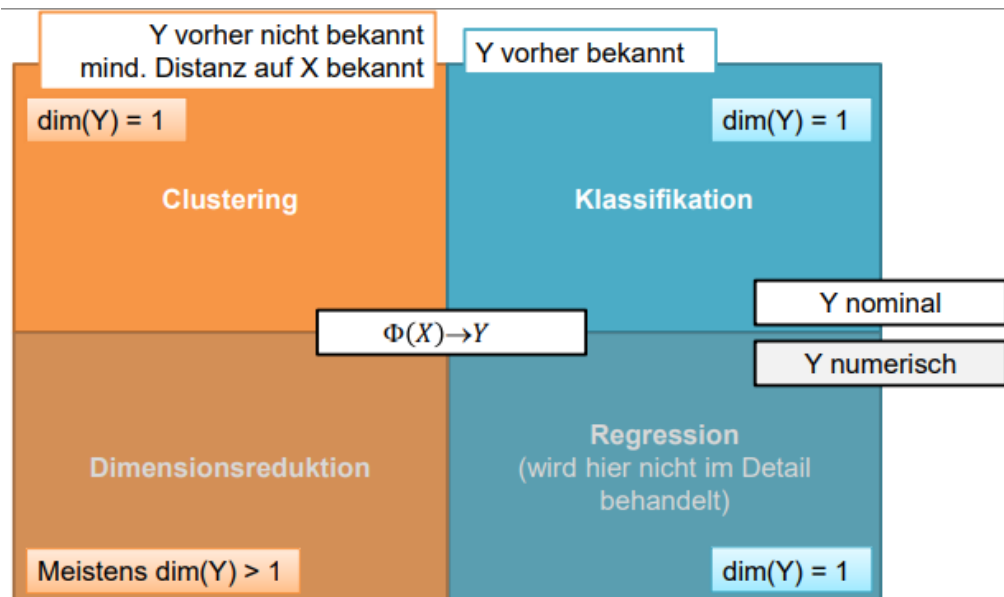 Y vorher nicht bekannt
mind. Distanz auf X bekannt
Y vorher bekannt
dim(Y) = 1
dim(Y) = 1
Clustering
Klassifikation
Y nominal
Φ(X)→Y
Y numerisch
Dimensionsreduktion
Regression
(wird hier nicht im Detail
behandelt)
Meistens dim(Y) > 1
dim(Y) = 1